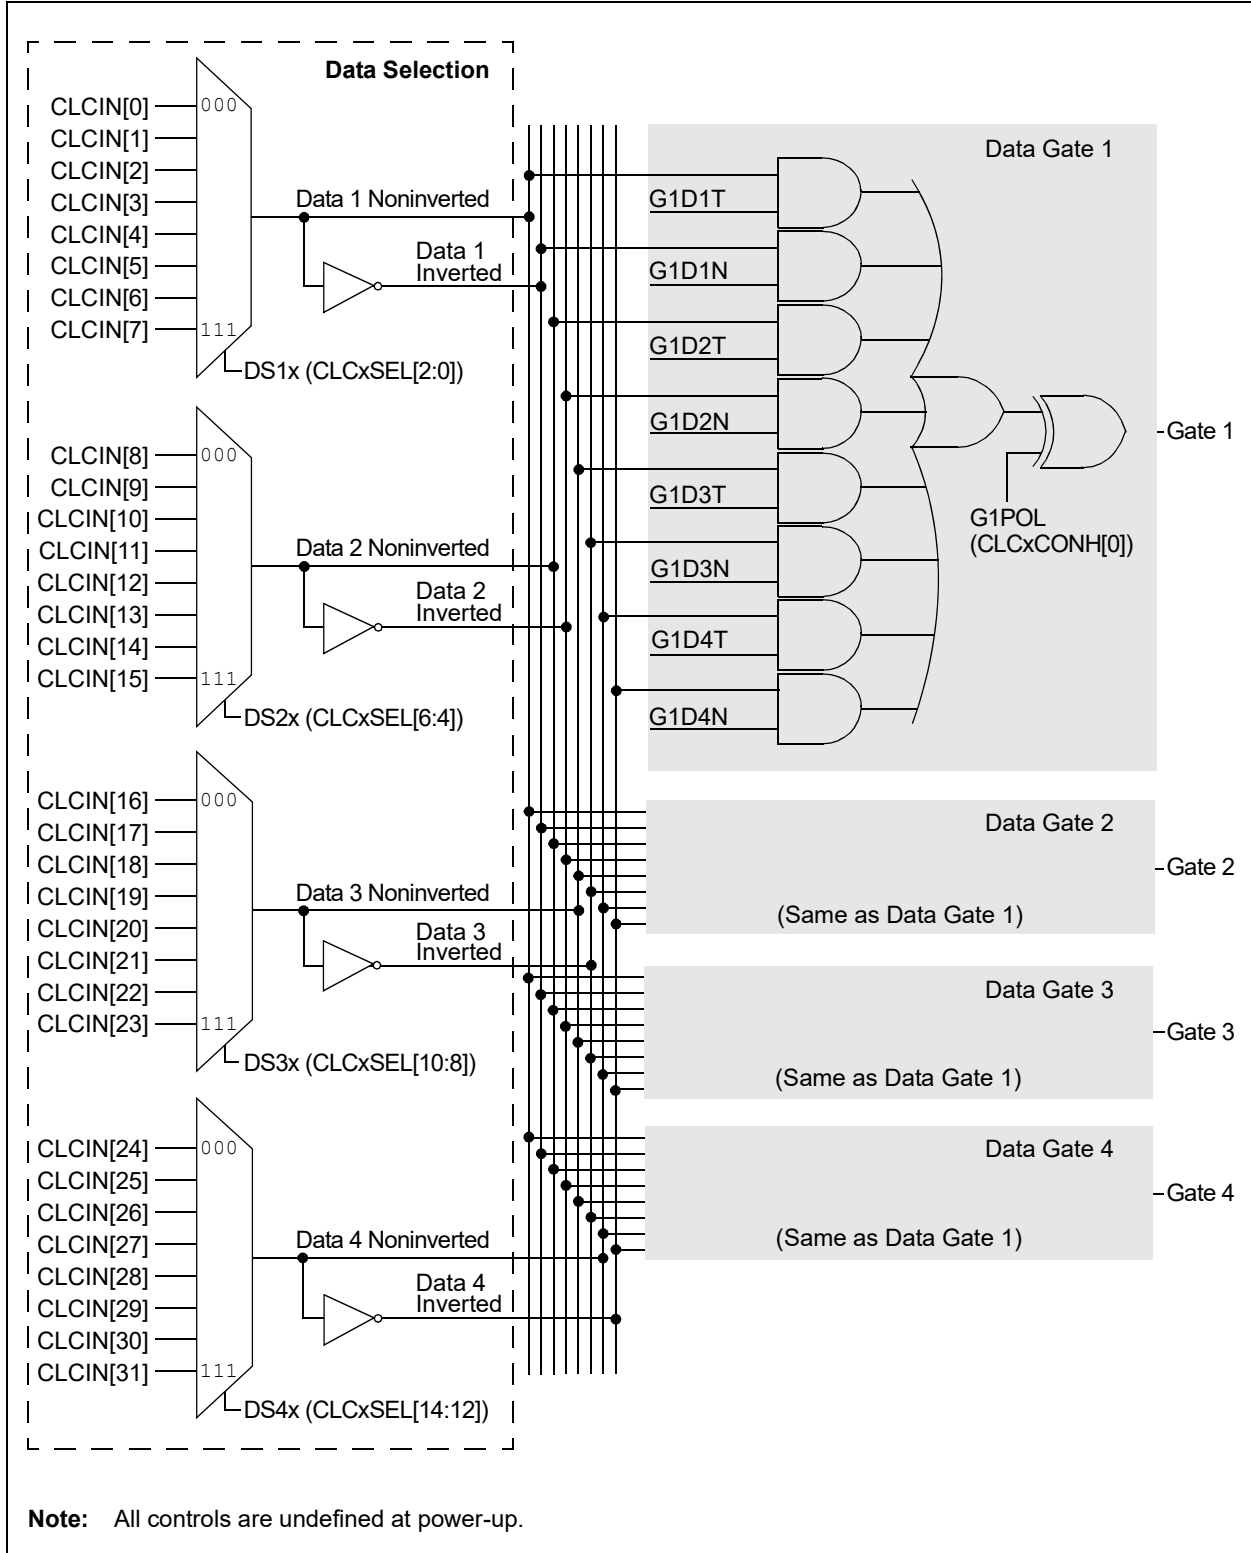 Data Selection
CLCIN[0]
CLCIN[1]
CLCIN[2]
CLCIN[3]
CLCIN[4]
CLCIN[5]
CLCIN[6]
CLCIN[7]
000
111
Data 1 Noninverted
Data 1
Inverted
DS1x (CLCxSEL[2:0])
CLCIN[8]
CLCIN[9]
CLCIN[10]
CLCIN[11]
CLCIN[12]
CLCIN[13]
CLCIN[14]
CLCIN[15]
000
111
Data 2 Noninverted
Data 2
Inverted
DS2x (CLCxSEL[6:4])
CLCIN[16]
CLCIN[17]
CLCIN[18]
CLCIN[19]
CLCIN[20]
CLCIN[21]
CLCIN[22]
CLCIN[23]
000
111
Data 3 Noninverted
Data 3
Inverted
DS3x (CLCxSEL[10:8])
CLCIN[24]
CLCIN[25]
CLCIN[26]
CLCIN[27]
CLCIN[28]
CLCIN[29]
CLCIN[30]
CLCIN[31]
000
111
Data 4 Noninverted
Data 4
Inverted
DS4x (CLCxSEL[14:12])
Data Gate 1
G1D1T
G1D1N
G1D2T
G1D2N
G1D3T
G1D3N
G1D4T
G1D4N
G1POL
(CLCxCONH[0])
Gate 1
Data Gate 2
(Same as Data Gate 1)
Gate 2
Data Gate 3
(Same as Data Gate 1)
Gate 3
Data Gate 4
(Same as Data Gate 1)
Gate 4
Note: All controls are undefined at power-up.